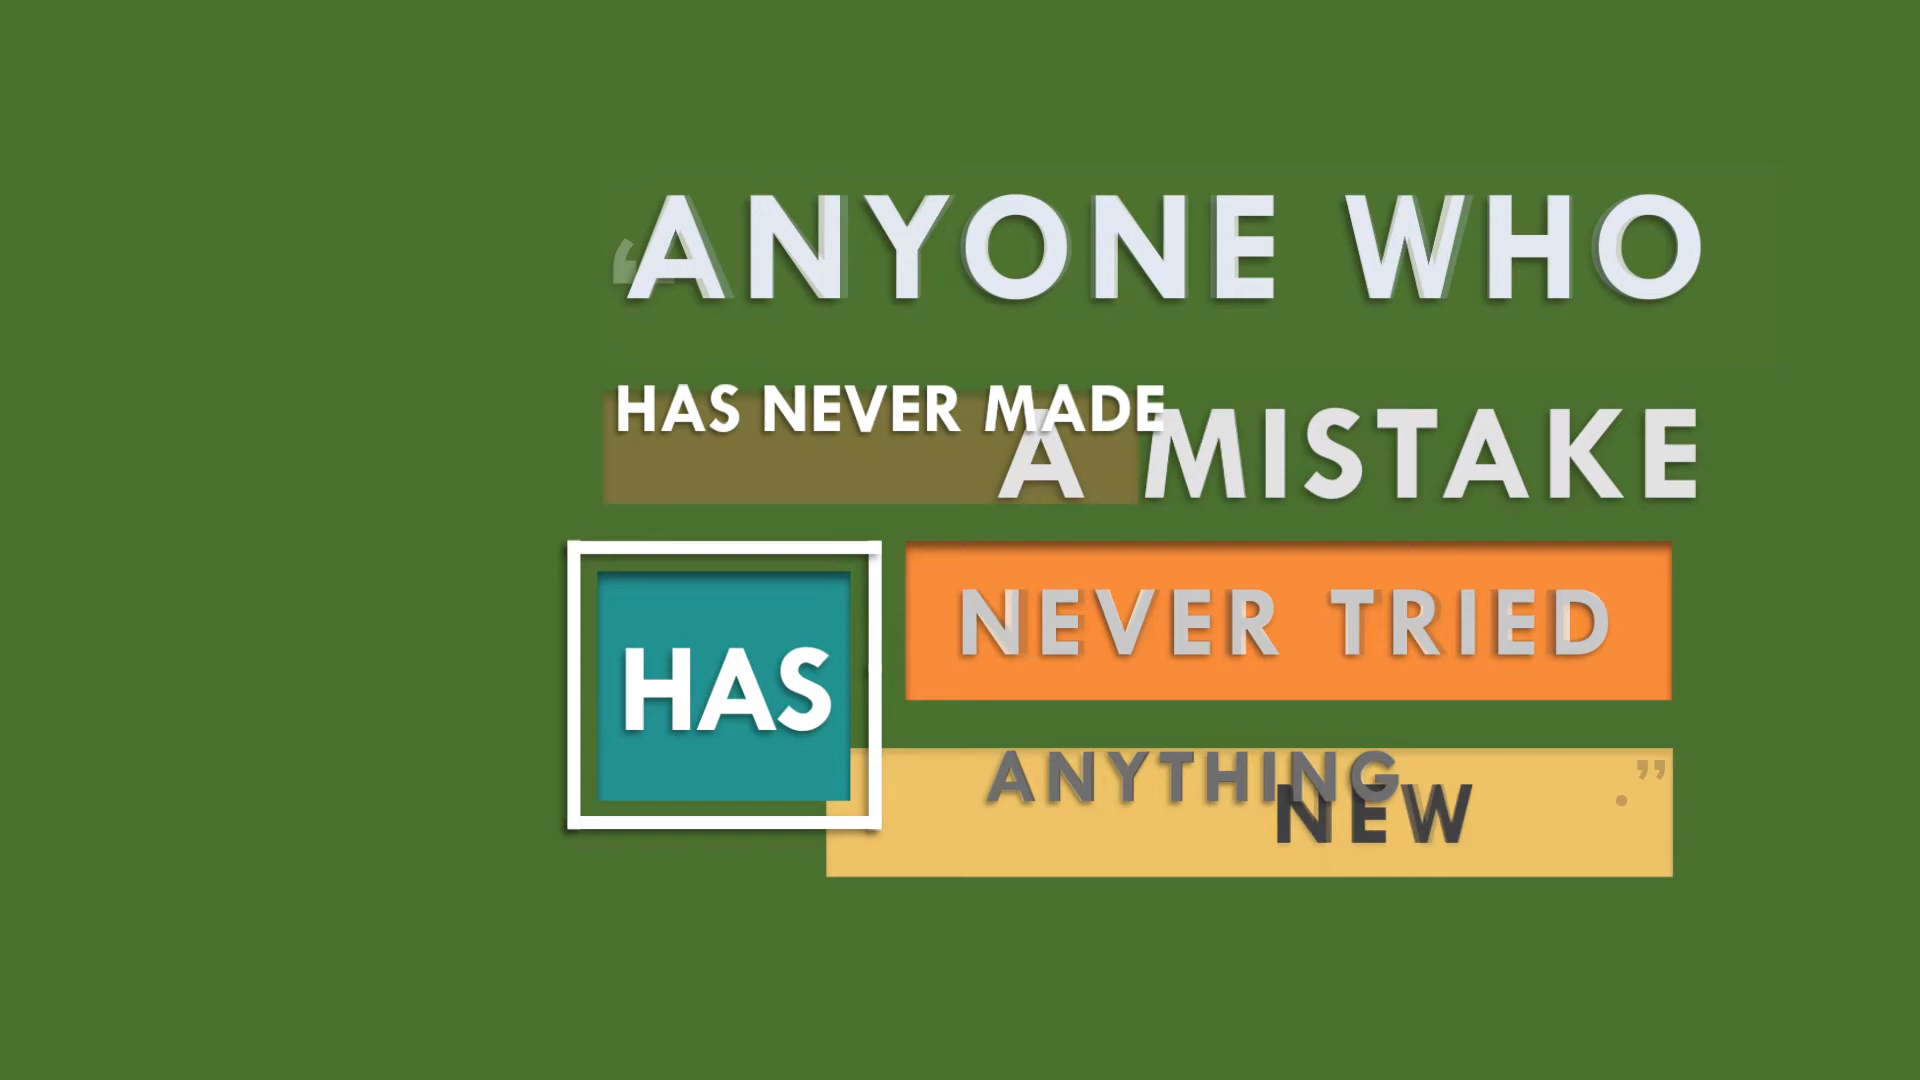 “ANYONE WHO
HAS NEVER MADE
A MISTAKE
HAS
NEVER TRIED
ANYTHING
NEW.”